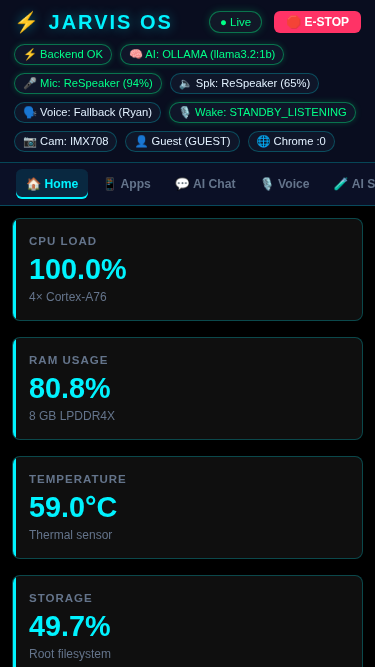 ⚡ JARVIS OS ● Live 🛑 E-STOP
⚡ Backend OK 🧠 AI: OLLAMA (llama3.2:1b)
🎤 Mic: ReSpeaker (94%) 🔈 Spk: ReSpeaker (65%)
🗣️ Voice: Fallback (Ryan) 🎙️ Wake: STANDBY_LISTENING
📷 Cam: IMX708 👤 Guest (GUEST) 🌐 Chrome :0
🏠 Home 📱 Apps 💬 AI Chat 🎙️ Voice 🧪 AI S
CPU LOAD
100.0%
4× Cortex-A76
RAM USAGE
80.8%
8 GB LPDDR4X
TEMPERATURE
59.0°C
Thermal sensor
STORAGE
49.7%
Root filesystem